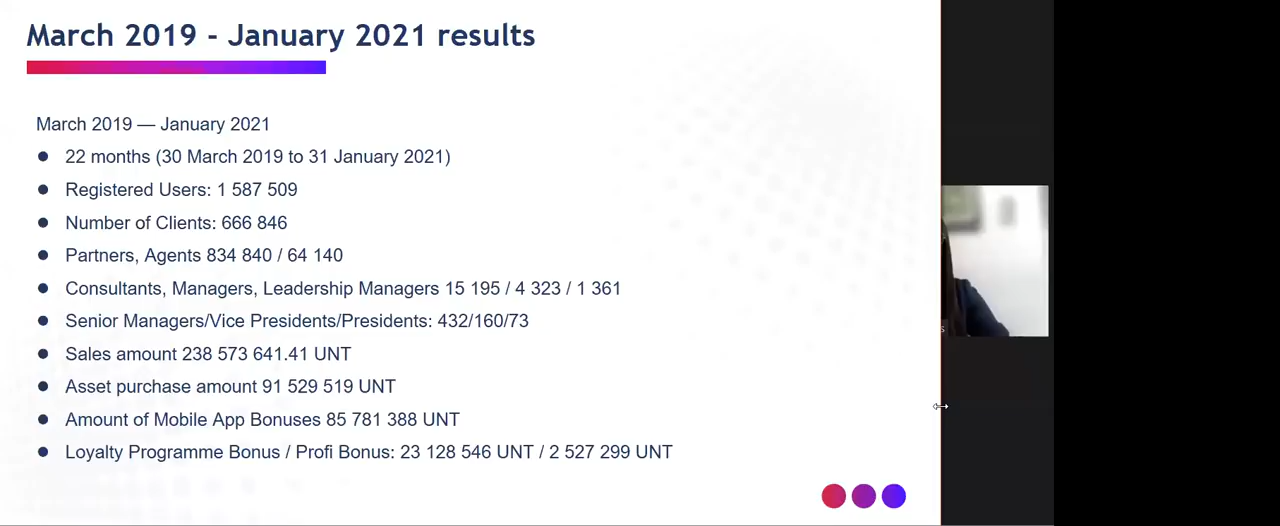 March 2019 - January 2021 results
March 2019 — January 2021
22 months (30 March 2019 to 31 January 2021)
Registered Users: 1 587 509
Number of Clients: 666 846
Partners, Agents 834 840 / 64 140
Consultants, Managers, Leadership Managers 15 195 / 4 323 / 1 361
Senior Managers/Vice Presidents/Presidents: 432/160/73
Sales amount 238 573 641.41 UNT
Asset purchase amount 91 529 519 UNT
Amount of Mobile App Bonuses 85 781 388 UNT
Loyalty Programme Bonus / Profi Bonus: 23 128 546 UNT / 2 527 299 UNT